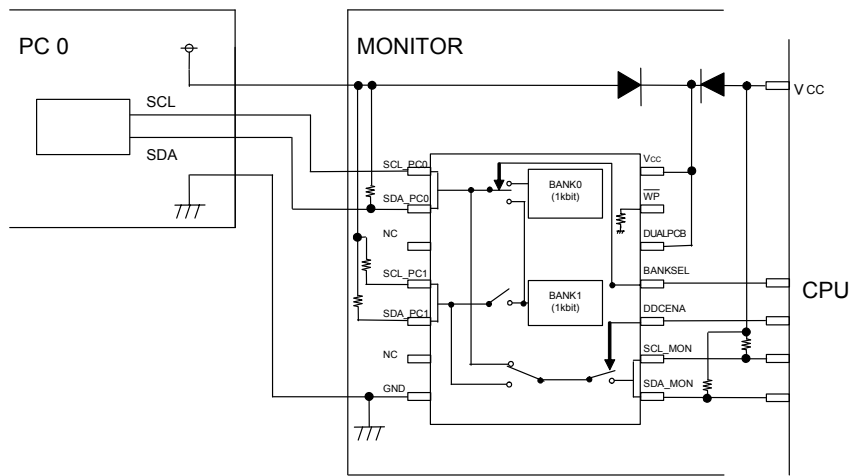 PC 0
MONITOR
SCL
SDA
VCC
SCL_PC0
SDA_PC0
NC
SCL_PC1
SDA_PC1
NC
GND
BANK0
(1kbit)
BANK1
(1kbit)
VCC
WP
DUALPCB
BANKSEL
DDCENA
SCL_MON
SDA_MON
CPU